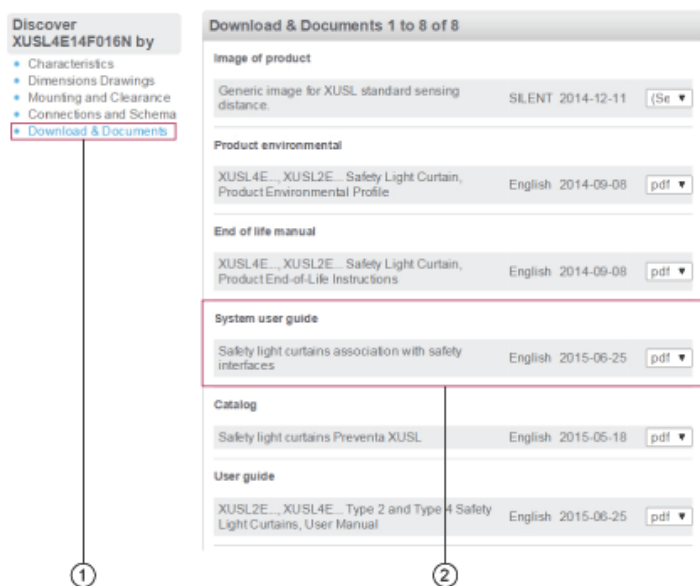 Discover
XUSL4E14F016N by
Characteristics
Dimensions Drawings
Mounting and Clearance
Connections and Schema
Download & Documents
Download & Documents 1 to 8 of 8
Image of product
Generic image for XUSL standard sensing
distance.
SILENT 2014-12-11 (Se
Product environmental
XUSL4E..., XUSL2E... Safety Light Curtain,
Product Environmental Profile
English 2014-09-08 pdf
End of life manual
XUSL4E..., XUSL2E... Safety Light Curtain,
Product End-of-Life Instructions
English 2014-09-08 pdf
System user guide
Safety light curtains association with safety
interfaces
English 2015-06-25 pdf
Catalog
Safety light curtains Preventa XUSL English 2015-05-18 pdf
User guide
XUSL2E..., XUSL4E... Type 2 and Type 4 Safety
Light Curtains, User Manual
English 2015-06-25 pdf
1
2